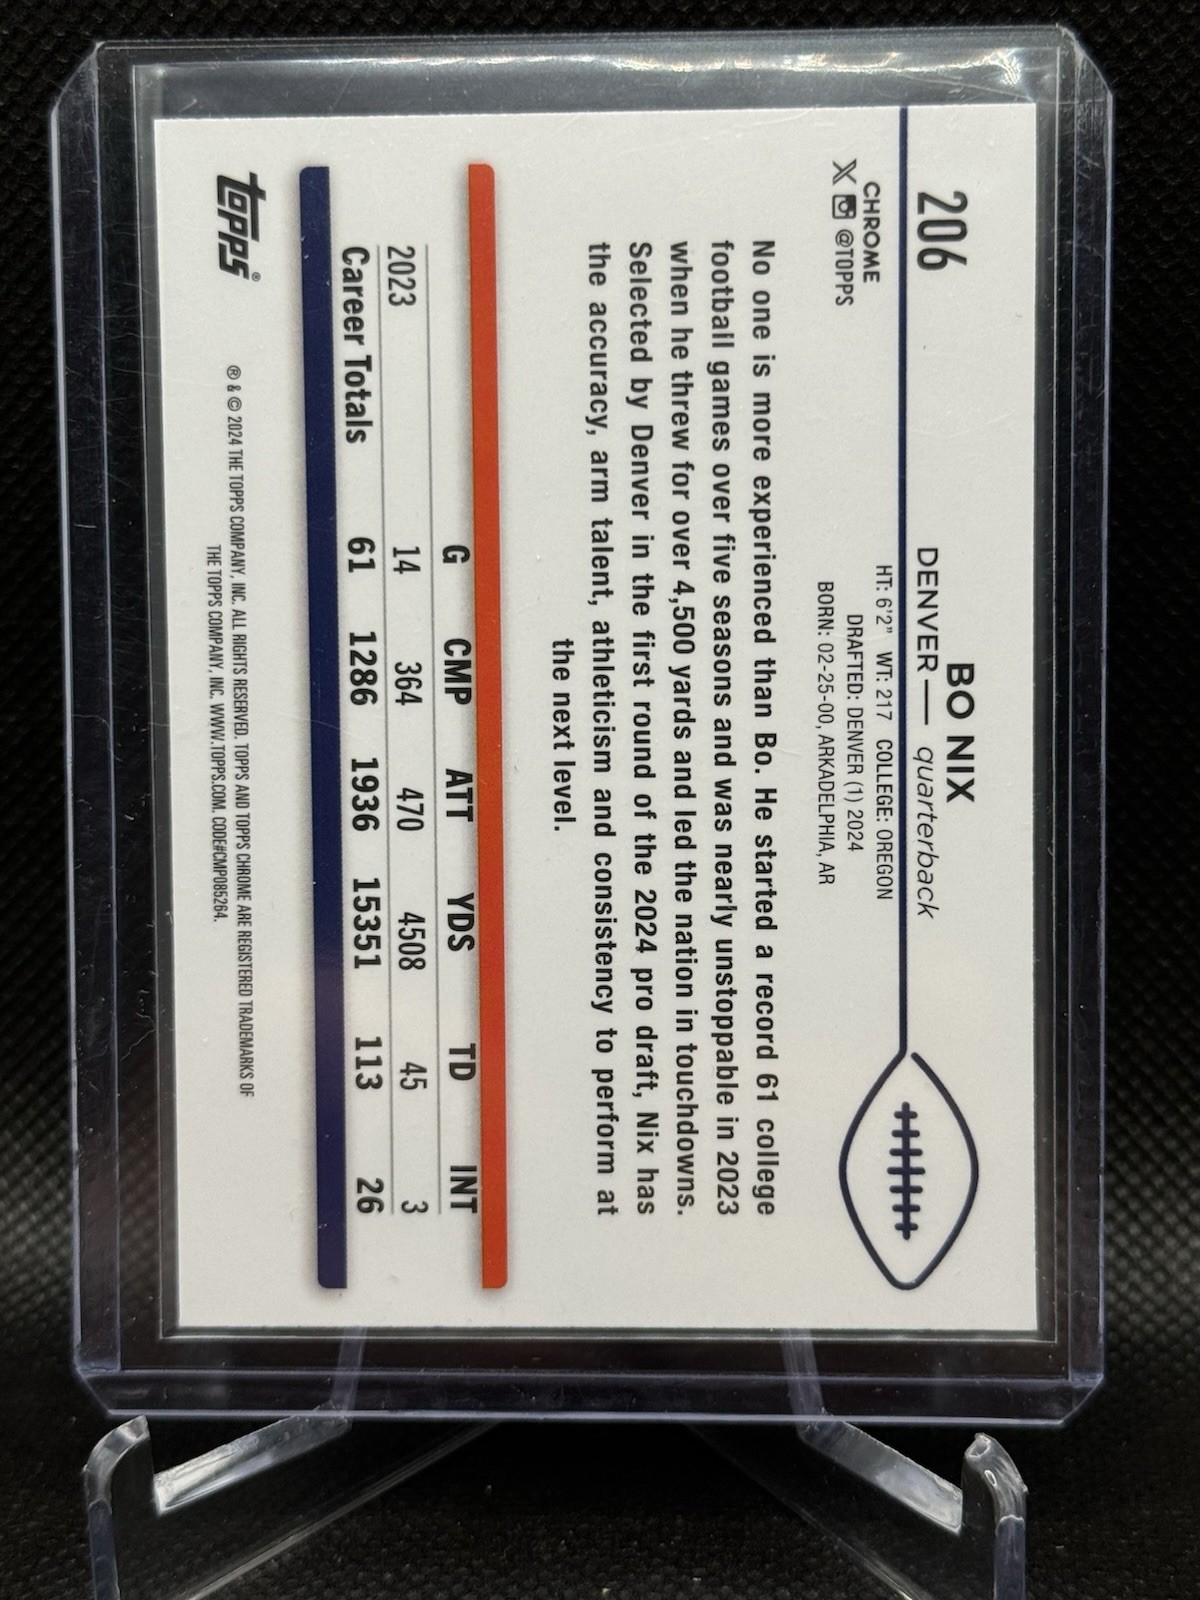 206
BO NIX
DENVER — quarterback
CHROME
X @TOPPS
HT: 6'2" WT: 217 COLLEGE: OREGON
DRAFTED: DENVER (1) 2024
BORN: 02-25-00, ARKADELPHIA, AR
No one is more experienced than Bo. He started a record 61 college
football games over five seasons and was nearly unstoppable in 2023
when he threw for over 4,500 yards and led the nation in touchdowns.
Selected by Denver in the first round of the 2024 pro draft, Nix has
the accuracy, arm talent, athleticism and consistency to perform at
the next level.
G CMP ATT YDS TD INT
2023 14 364 470 4508 45 3
Career Totals 61 1286 1936 15351 113 26
topps®
® & © 2024 THE TOPPS COMPANY, INC. ALL RIGHTS RESERVED. TOPPS AND TOPPS CHROME ARE REGISTERED TRADEMARKS OF
THE TOPPS COMPANY, INC. WWW.TOPPS.COM. CODE#CMP085264.